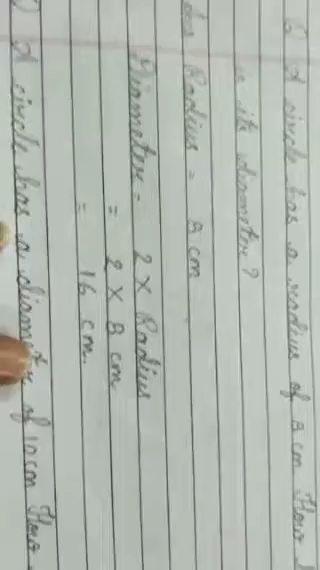 6) A circle has a radius of 8 cm How
is its diameter?
Radius = 8 cm
Diameter = 2 × Radius
= 2 × 8 cm
= 16 cm.
) A circle has a diameter of 10 cm How